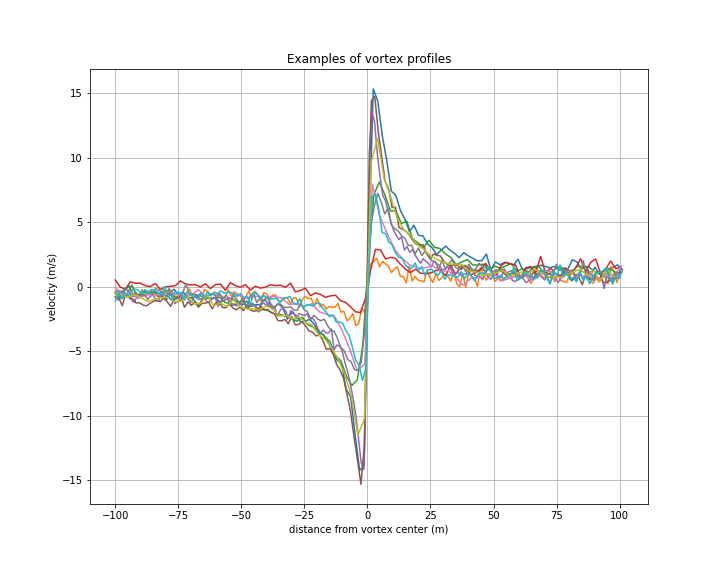 Examples of vortex profiles
velocity (m/s)
15
10
5
0
−5
−10
−15
−100 −75 −50 −25 0 25 50 75 100
distance from vortex center (m)